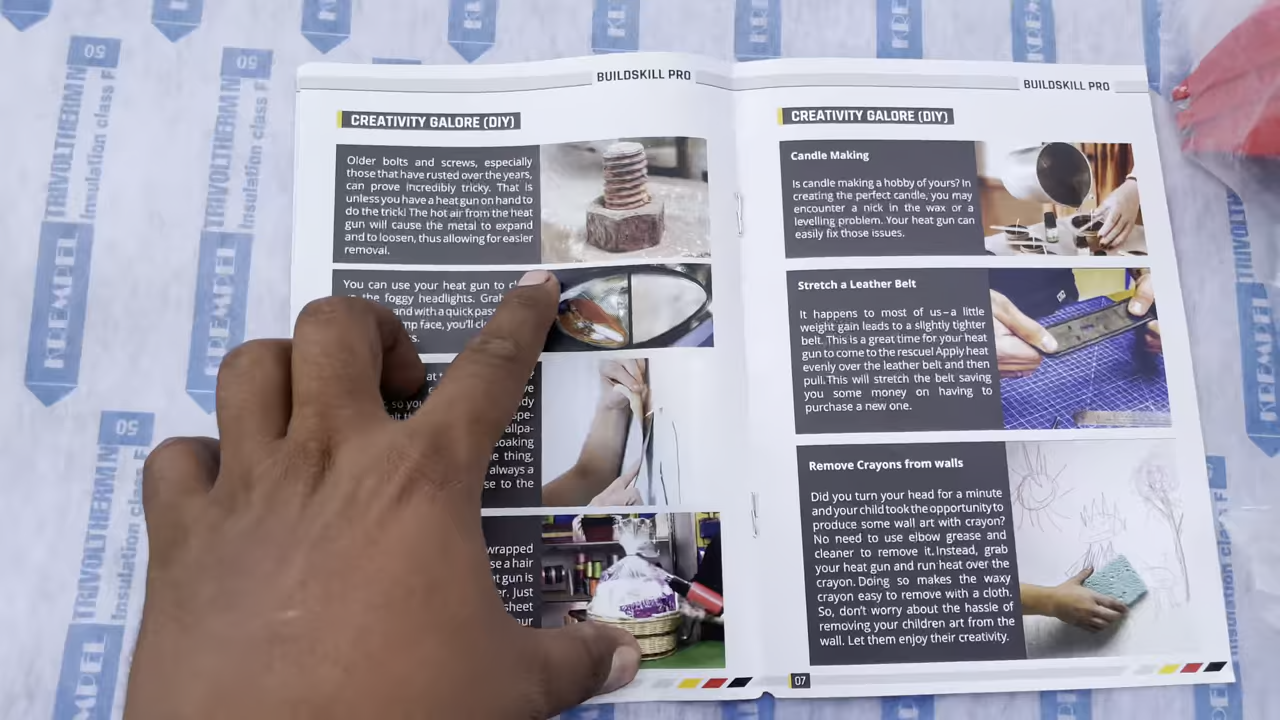 BUILDSKILL PRO
CREATIVITY GALORE (DIY)
Older bolts and screws, especially
those that have rusted over the years,
can prove incredibly tricky. That is
unless you have a heat gun on hand to
do the trick! The hot air from the heat
gun will cause the metal to expand
and to loosen, thus allowing for easier
removal.
You can use your heat gun to
the foggy headlights.
and with a quick pass
face, you'll
so you
soaking
thing,
always a
to the
wrapped
a hair
gun is
Just
sheet
BUILDSKILL PRO
CREATIVITY GALORE (DIY)
Candle Making
Is candle making a hobby of yours? In
creating the perfect candle, you may
encounter a nick in the wax or a
levelling problem. Your heat gun can
easily fix those issues.
Stretch a Leather Belt
It happens to most of us–a little
weight gain leads to a slightly tighter
belt. This is a great time for your heat
gun to come to the rescue! Apply heat
evenly over the leather belt and then
pull. This will stretch the belt saving
you some money on having to
purchase a new one.
Remove Crayons from walls
Did you turn your head for a minute
and your child took the opportunity to
produce some wall art with crayon?
No need to use elbow grease and
cleaner to remove it. Instead, grab
your heat gun and run heat over the
crayon. Doing so makes the waxy
crayon easy to remove with a cloth.
So, don't worry about the hassle of
removing your children art from the
wall. Let them enjoy their creativity.
07
50
TRIVOLTHERM N
Insulation class F
KREMPEL
50
TRIVOLTHERM N
Insulation class F
KREMPEL
50
TRIVOLTHERM N
Insulation class F
KREMPEL